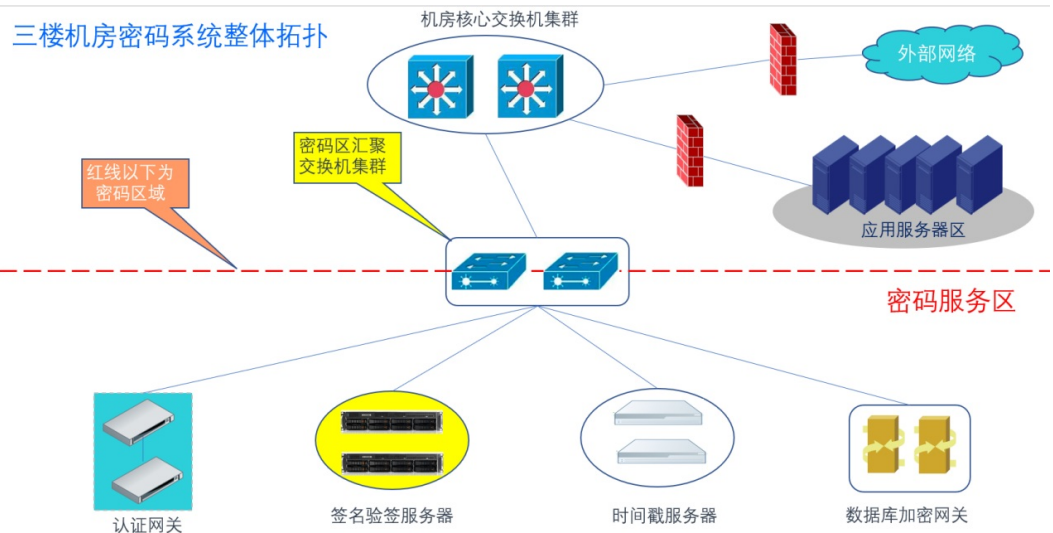 三楼机房密码系统整体拓扑
机房核心交换机集群
外部网络
密码区汇聚
交换机集群
红线以下为
密码区域
应用服务器区
密码服务区
认证网关
签名验签服务器
时间戳服务器
数据库加密网关